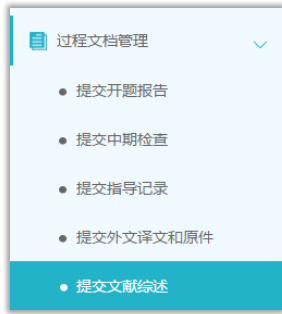 过程文档管理
提交开题报告
提交中期检查
提交指导记录
提交外文译文和原件
提交文献综述